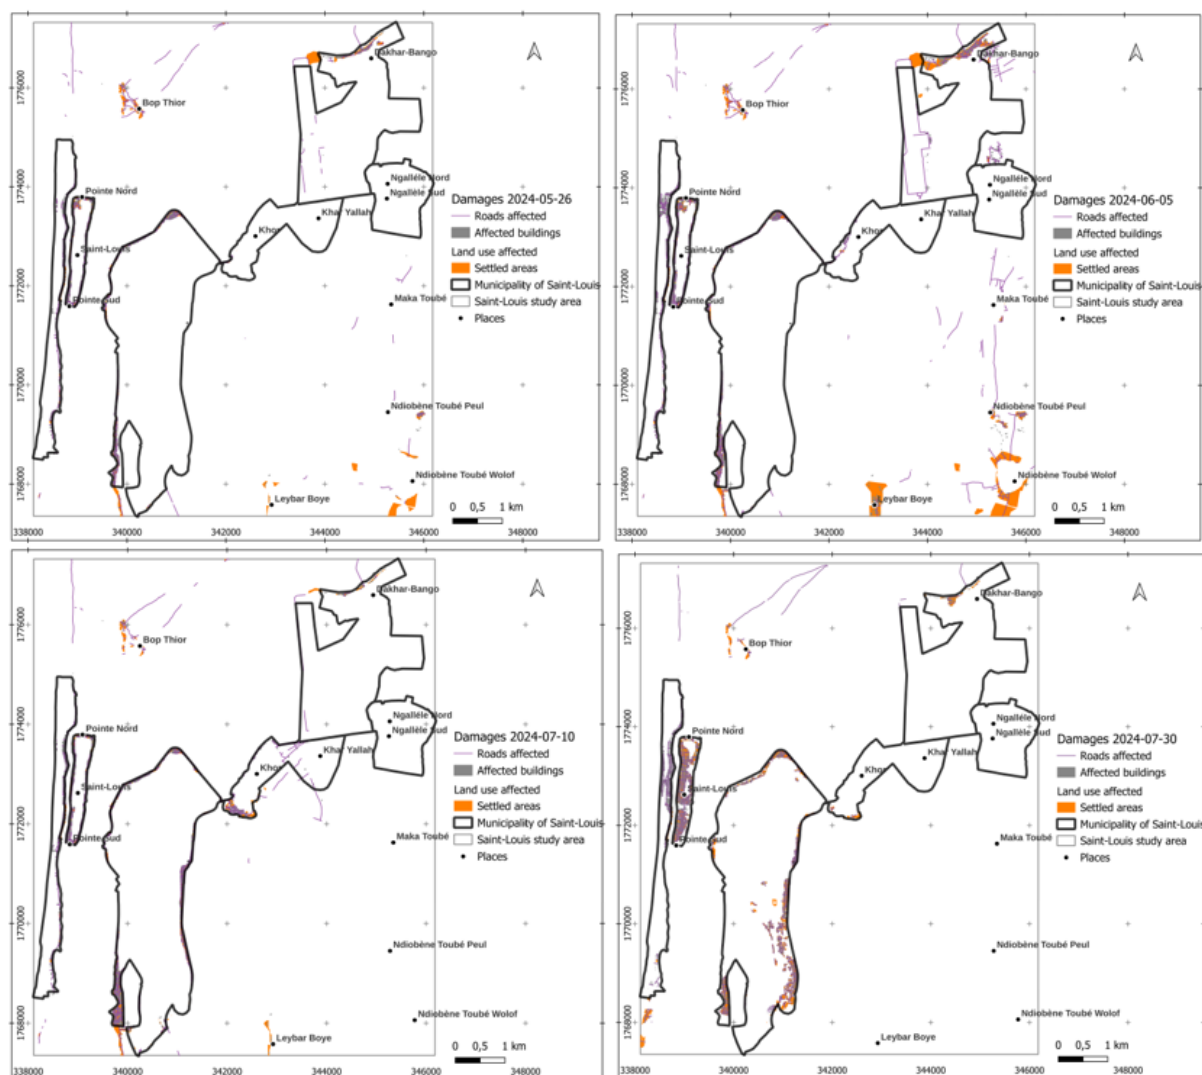 1776000
1774000
1772000
1770000
1768000
338000
340000
342000
344000
346000
348000
Dakhar-Bango
Bop Thior
Pointe Nord
Ngallèle Nord
Ngallèle Sud
Khar Yallah
Khor
Saint-Louis
Pointe Sud
Maka Toubé
Ndiobène Toubé Peul
Ndiobène Toubé Wolof
Leybar Boye
Damages 2024-05-26
Roads affected
Affected buildings
Land use affected
Settled areas
Municipality of Saint-Louis
Saint-Louis study area
Places
0 0,5 1 km
1776000
1774000
1772000
1770000
1768000
338000
340000
342000
344000
346000
348000
Dakhar-Bango
Bop Thior
Pointe Nord
Ngallèle Nord
Ngallèle Sud
Khar Yallah
Khor
Saint-Louis
Pointe Sud
Maka Toubé
Ndiobène Toubé Peul
Ndiobène Toubé Wolof
Leybar Boye
Damages 2024-06-05
Roads affected
Affected buildings
Land use affected
Settled areas
Municipality of Saint-Louis
Saint-Louis study area
Places
0 0,5 1 km
1776000
1774000
1772000
1770000
1768000
338000
340000
342000
344000
346000
348000
Dakhar-Bango
Bop Thior
Pointe Nord
Ngallèle Nord
Ngallèle Sud
Khar Yallah
Khor
Saint-Louis
Pointe Sud
Maka Toubé
Ndiobène Toubé Peul
Ndiobène Toubé Wolof
Leybar Boye
Damages 2024-07-10
Roads affected
Affected buildings
Land use affected
Settled areas
Municipality of Saint-Louis
Saint-Louis study area
Places
0 0,5 1 km
1776000
1774000
1772000
1770000
1768000
338000
340000
342000
344000
346000
348000
Dakhar-Bango
Bop Thior
Pointe Nord
Ngallèle Nord
Ngallèle Sud
Khar Yallah
Khor
Saint-Louis
Pointe Sud
Maka Toubé
Ndiobène Toubé Peul
Ndiobène Toubé Wolof
Leybar Boye
Damages 2024-07-30
Roads affected
Affected buildings
Land use affected
Settled areas
Municipality of Saint-Louis
Saint-Louis study area
Places
0 0,5 1 km